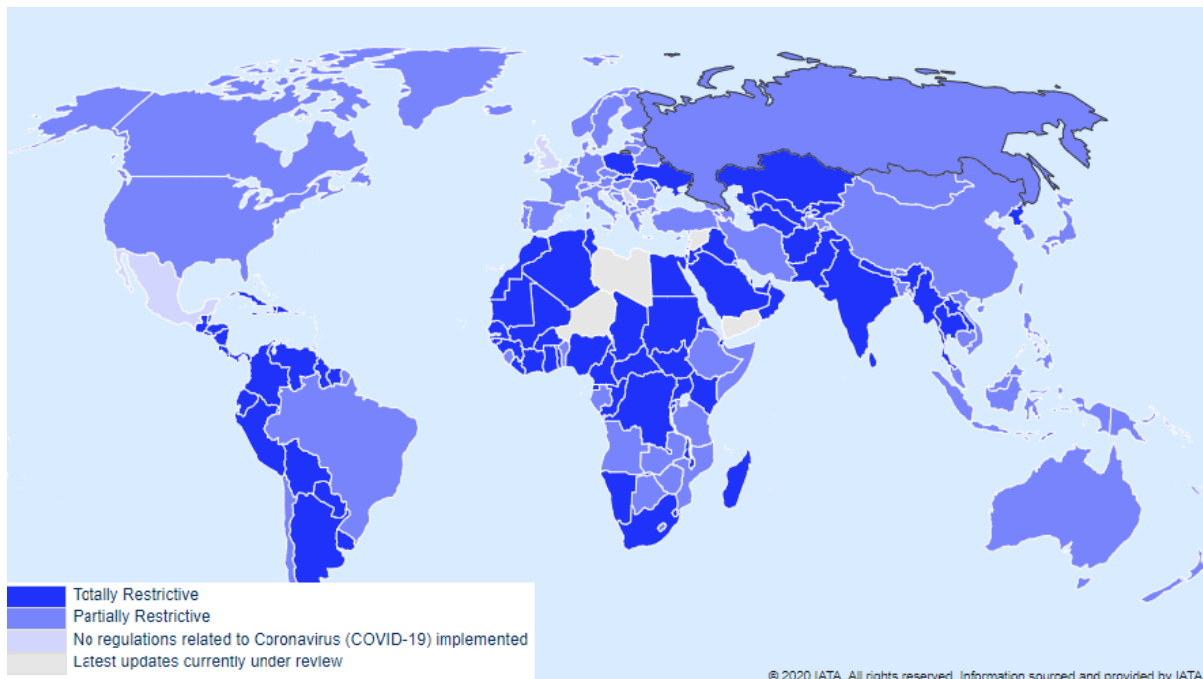 Totally Restrictive
Partially Restrictive
No regulations related to Coronavirus (COVID-19) implemented
Latest updates currently under review
© 2020 IATA. All rights reserved. Information sourced and provided by IATA